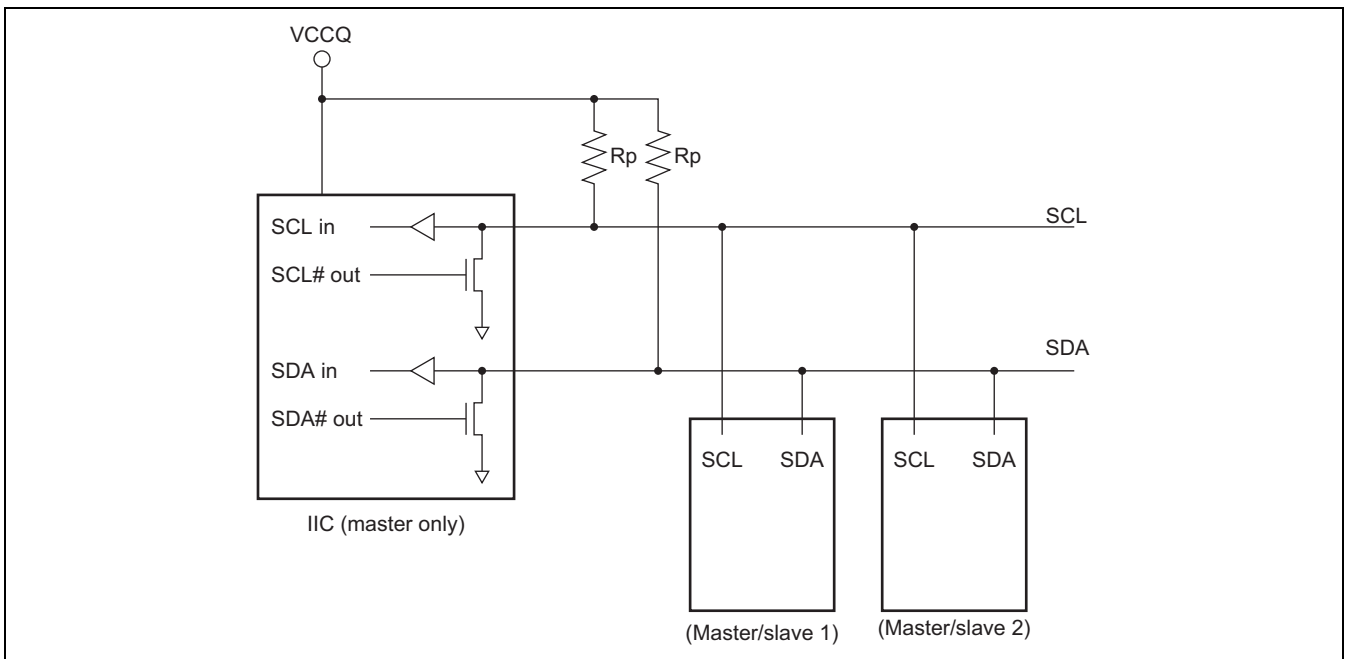 VCCQ
Rp
Rp
SCL in
SCL
SCL# out
SDA in
SDA
SDA# out
SCL SDA
SCL SDA
IIC (master only)
(Master/slave 1)
(Master/slave 2)